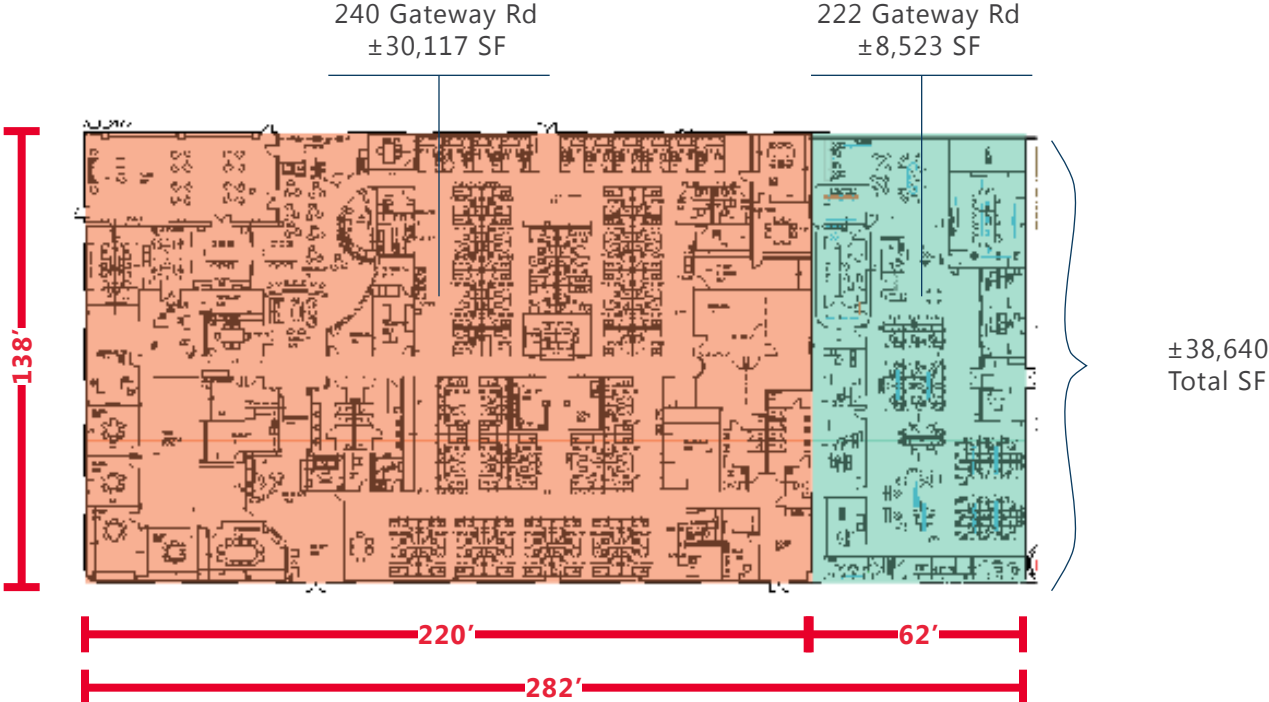 240 Gateway Rd
±30,117 SF
222 Gateway Rd
±8,523 SF
138’
±38,640
Total SF
220’
62’
282’